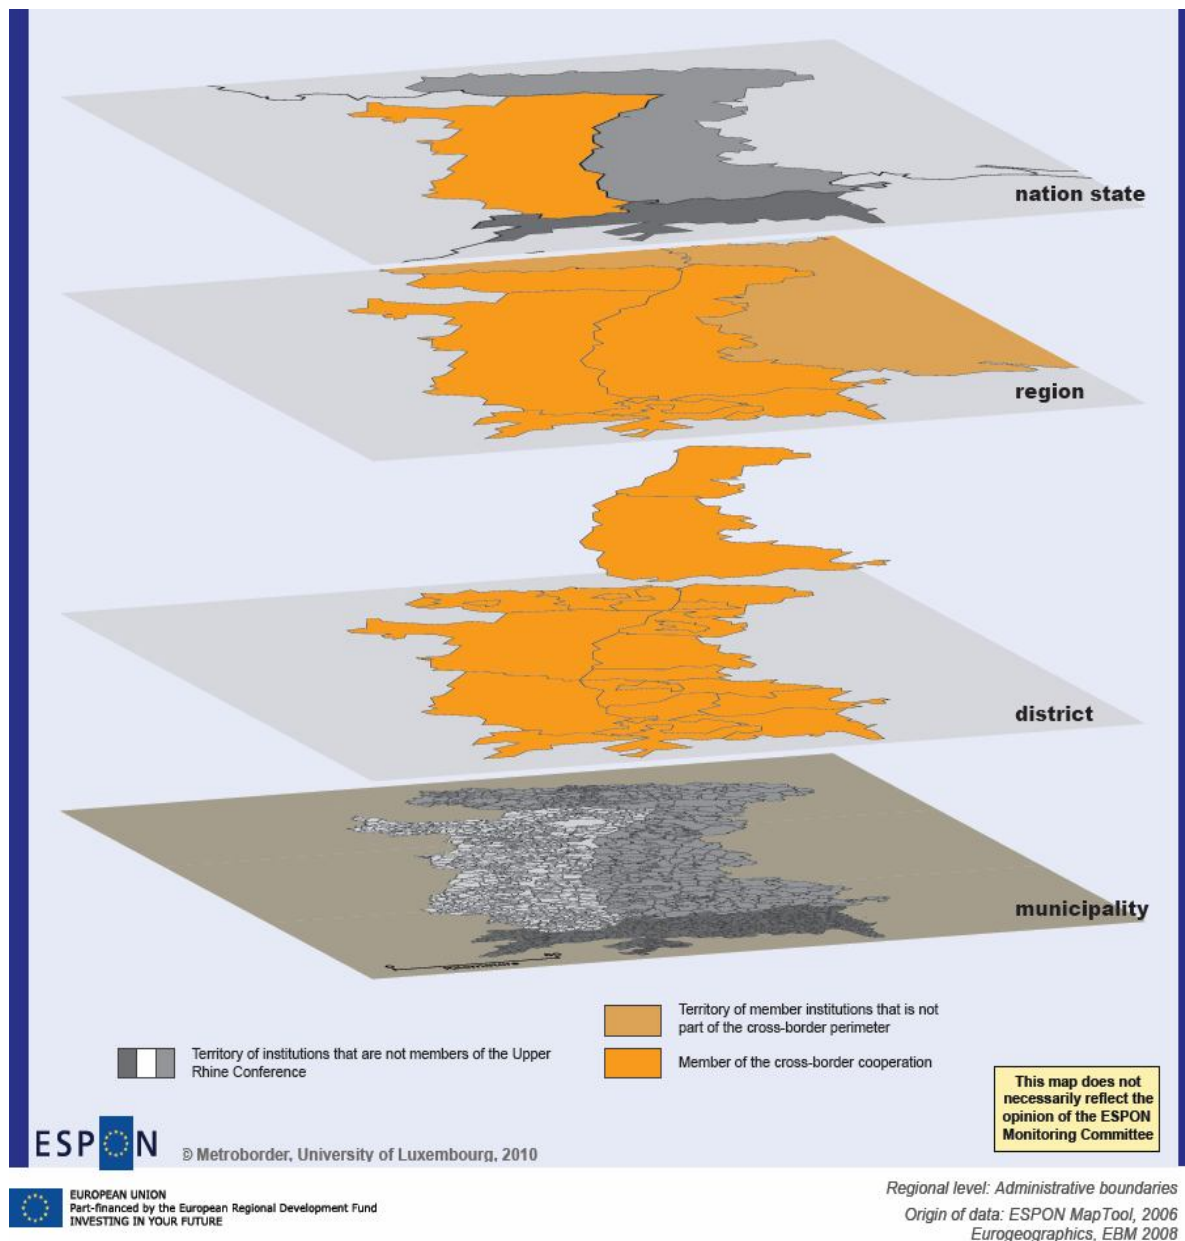 nation state
region
district
municipality
0
Territory of member institutions that is not
part of the cross-border perimeter
Territory of institutions that are not members of the Upper
Rhine Conference
Member of the cross-border cooperation
This map does not
necessarily reflect the
opinion of the ESPON
Monitoring Committee
ESPON
© Metroborder, University of Luxembourg, 2010
EUROPEAN UNION
Part-financed by the European Regional Development Fund
INVESTING IN YOUR FUTURE
Regional level: Administrative boundaries
Origin of data: ESPON MapTool, 2006
Eurogeographics, EBM 2008